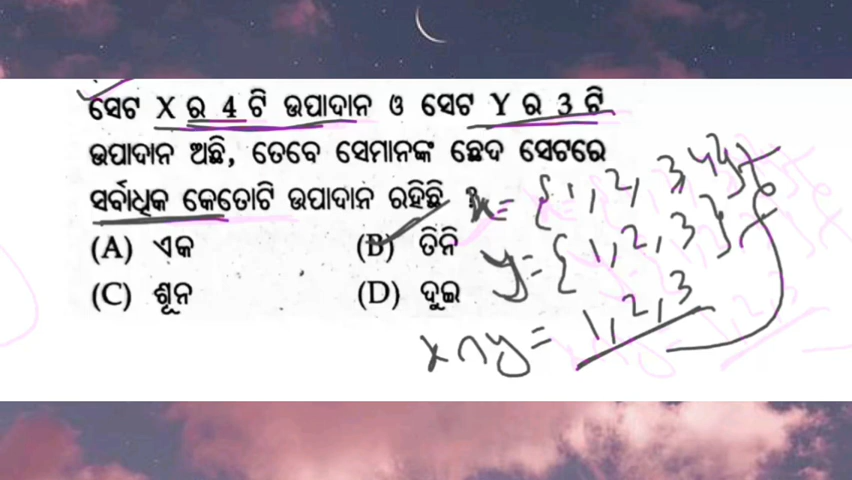 ସେଟ X ର 4 ଟି ଉପାଦାନ ଓ ସେଟ Y ର 3 ଟି
ଉପାଦାନ ଅଛି, ତେବେ ସେମାନଙ୍କ ଛେଦ ସେଟରେ
ସର୍ବାଧିକ କେତୋଟି ଉପାଦାନ ରହିଛି ?
(A) ଏକ (B) ତିନି
(C) ଶୂନ (D) ଦୁଇ
x = {1, 2, 3, 4}
y = {1, 2, 3}
x ∩ y = 1, 2, 3